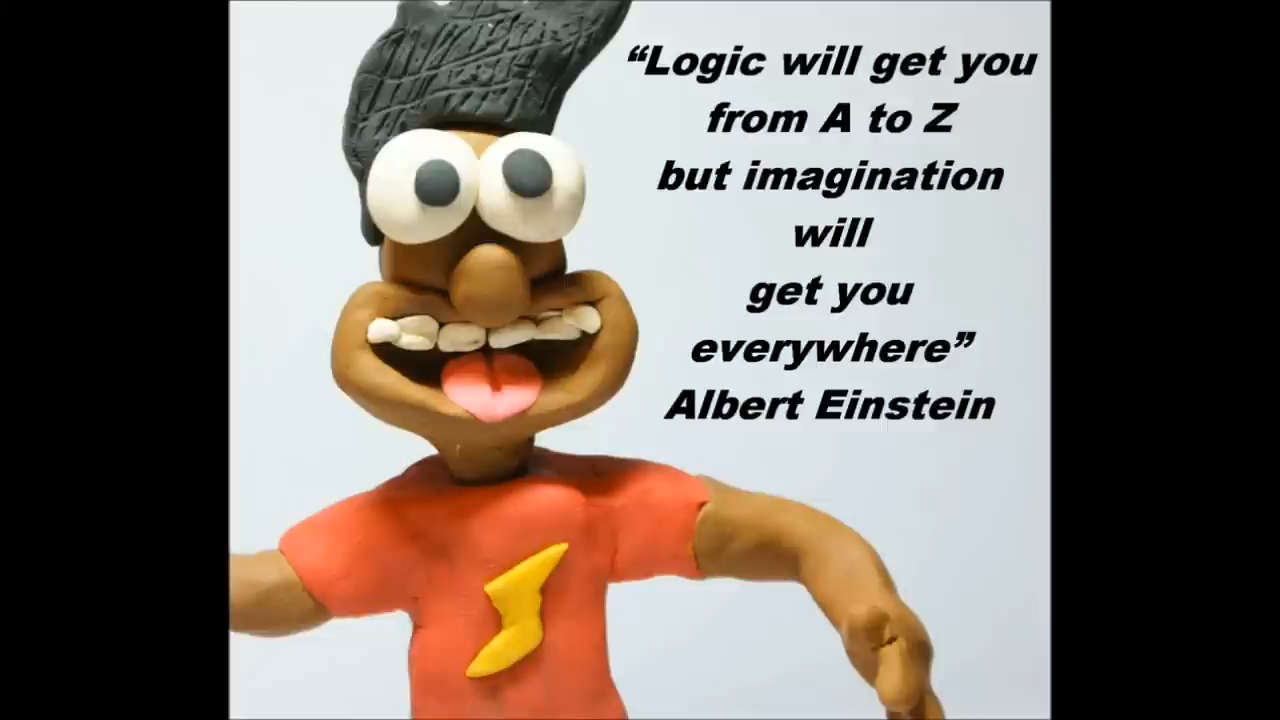 “Logic will get you
from A to Z
but imagination
will
get you
everywhere”
Albert Einstein